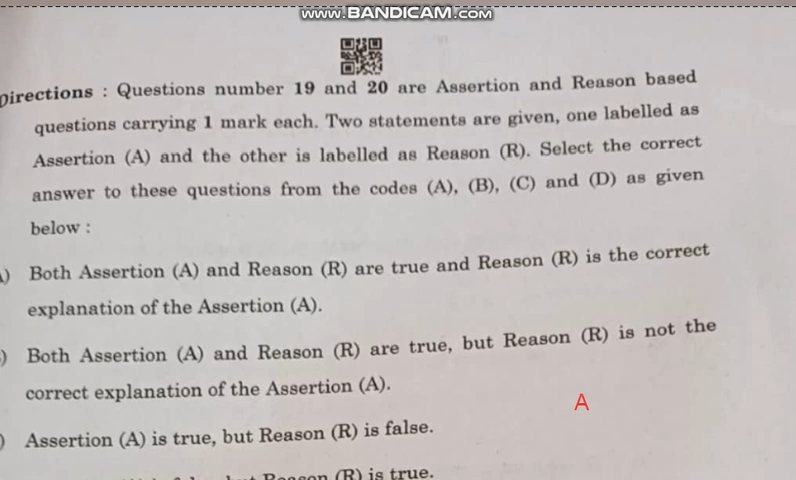 www.BANDICAM.com
Directions : Questions number 19 and 20 are Assertion and Reason based
questions carrying 1 mark each. Two statements are given, one labelled as
Assertion (A) and the other is labelled as Reason (R). Select the correct
answer to these questions from the codes (A), (B), (C) and (D) as given
below :
) Both Assertion (A) and Reason (R) are true and Reason (R) is the correct
explanation of the Assertion (A).
) Both Assertion (A) and Reason (R) are true, but Reason (R) is not the
correct explanation of the Assertion (A).
A
) Assertion (A) is true, but Reason (R) is false.
Reason (R) is true.